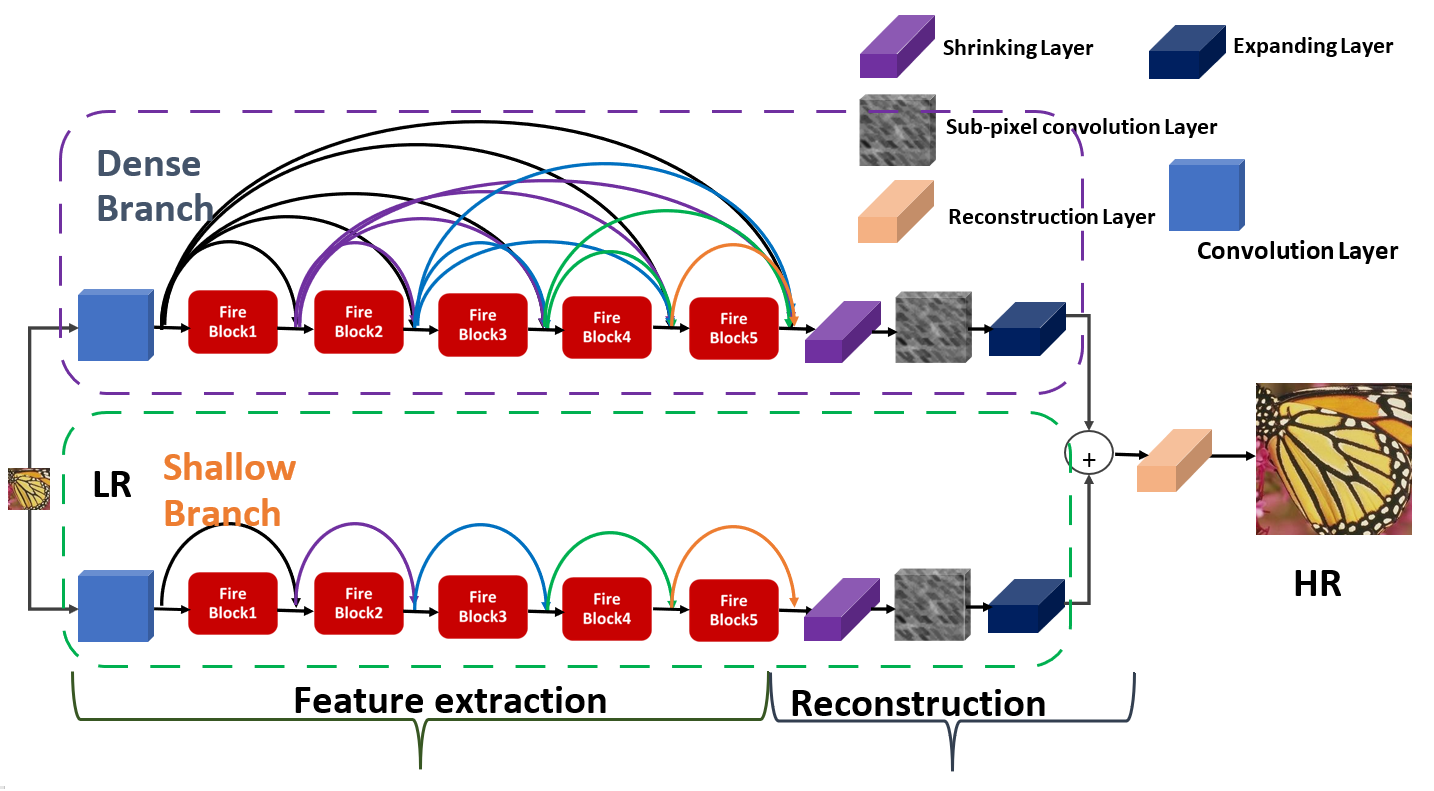 Shrinking Layer
Expanding Layer
Sub-pixel convolution Layer
Reconstruction Layer
Convolution Layer
Dense
Branch
Fire
Block1
Fire
Block2
Fire
Block3
Fire
Block4
Fire
Block5
LR
Shallow
Branch
+
Fire
Block1
Fire
Block2
Fire
Block3
Fire
Block4
Fire
Block5
HR
Feature extraction
Reconstruction